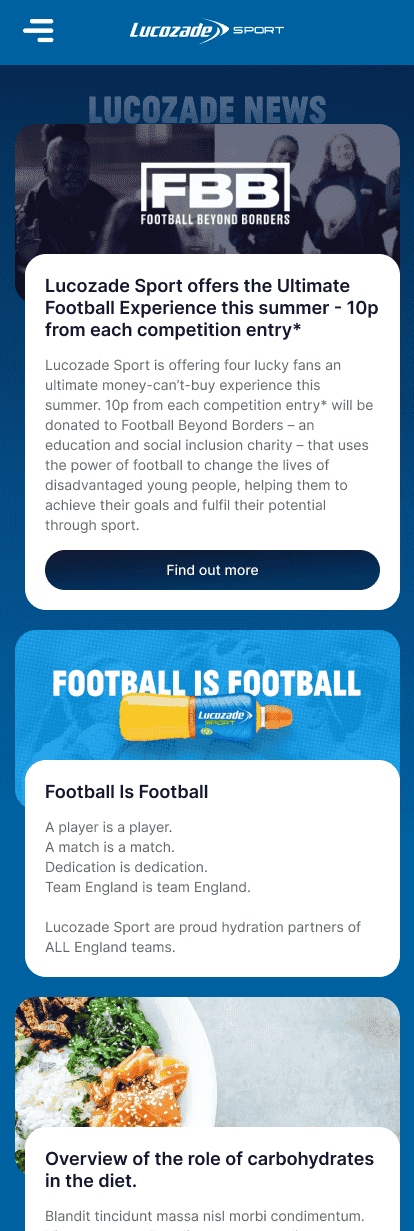 Lucozade SPORT
LUCOZADE NEWS
FBB
FOOTBALL BEYOND BORDERS
Lucozade Sport offers the Ultimate
Football Experience this summer - 10p
from each competition entry*
Lucozade Sport is offering four lucky fans an
ultimate money-can’t-buy experience this
summer. 10p from each competition entry* will be
donated to Football Beyond Borders – an
education and social inclusion charity – that uses
the power of football to change the lives of
disadvantaged young people, helping them to
achieve their goals and fulfil their potential
through sport.
Find out more
FOOTBALL IS FOOTBALL
Lucozade
SPORT
Football Is Football
A player is a player.
A match is a match.
Dedication is dedication.
Team England is team England.
Lucozade Sport are proud hydration partners of
ALL England teams.
Overview of the role of carbohydrates
in the diet.
Blandit tincidunt massa nisl morbi condimentum.